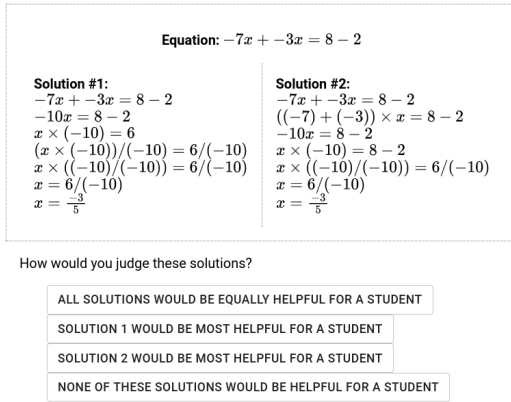 Equation: −7x + −3x = 8 − 2
Solution #1:
−7x + −3x = 8 − 2
−10x = 8 − 2
x × (−10) = 6
(x × (−10))/(−10) = 6/(−10)
x × ((−10)/(−10)) = 6/(−10)
x = 6/(−10)
x = −3/5
Solution #2:
−7x + −3x = 8 − 2
((−7) + (−3)) × x = 8 − 2
−10x = 8 − 2
x × (−10) = 8 − 2
x × ((−10)/(−10)) = 6/(−10)
x = 6/(−10)
x = −3/5
How would you judge these solutions?
ALL SOLUTIONS WOULD BE EQUALLY HELPFUL FOR A STUDENT
SOLUTION 1 WOULD BE MOST HELPFUL FOR A STUDENT
SOLUTION 2 WOULD BE MOST HELPFUL FOR A STUDENT
NONE OF THESE SOLUTIONS WOULD BE HELPFUL FOR A STUDENT